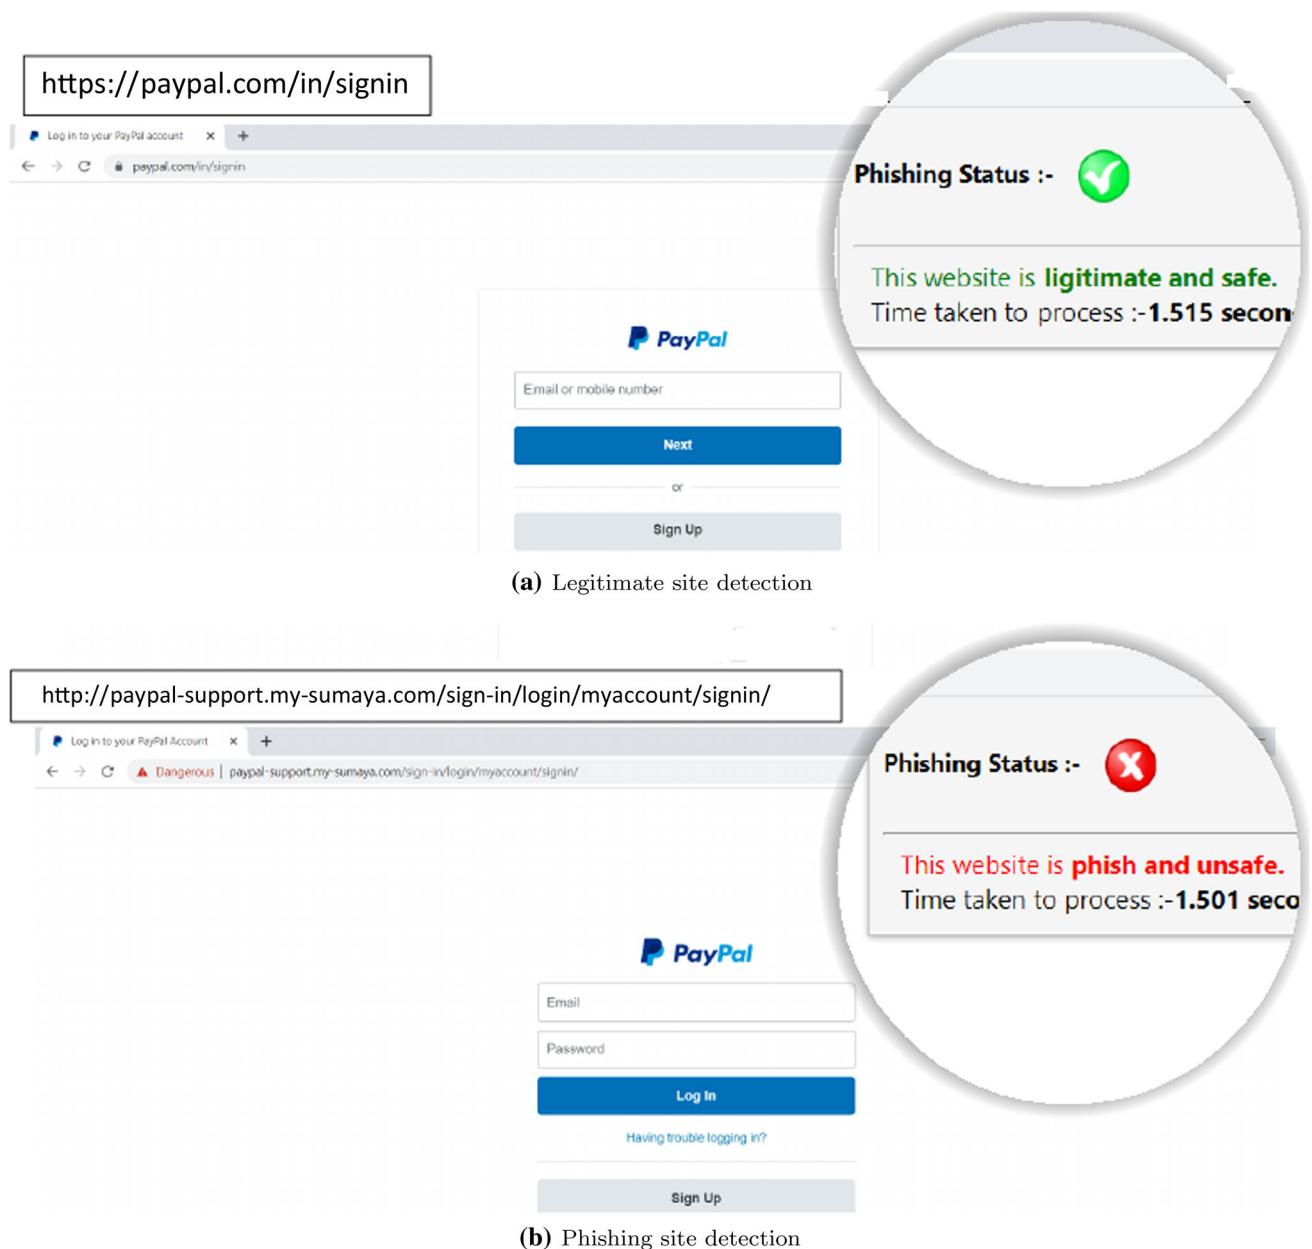 https://paypal.com/in/signin
Log in to your PayPal account
paypal.com/in/signin
Phishing Status :-
This website is ligitimate and safe.
Time taken to process :-1.515 secon
PayPal
Email or mobile number
Next
or
Sign Up
(a) Legitimate site detection
http://paypal-support.my-sumaya.com/sign-in/login/myaccount/signin/
Log in to your PayPal Account
Dangerous | paypal-support.my-sumaya.com/sign-in/login/myaccount/signin/
Phishing Status :-
This website is phish and unsafe.
Time taken to process :-1.501 seco
PayPal
Email
Password
Log In
Having trouble logging in?
Sign Up
(b) Phishing site detection